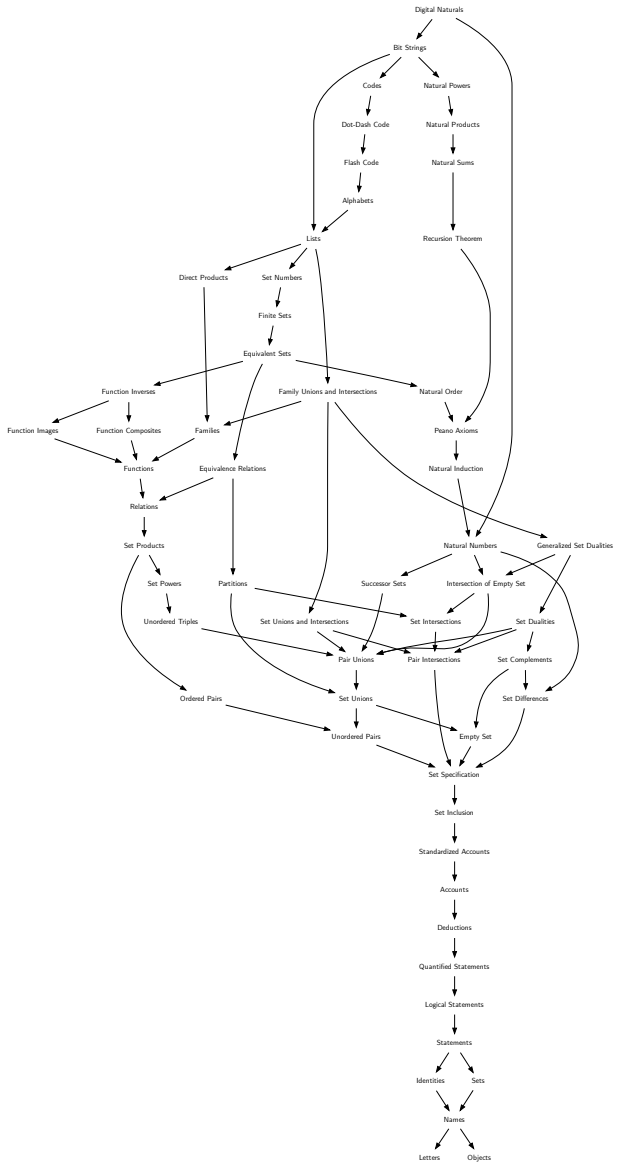 Digital Naturals
Bit Strings
Codes
Natural Powers
Dot-Dash Code
Natural Products
Flash Code
Natural Sums
Alphabets
Lists
Recursion Theorem
Direct Products
Set Numbers
Finite Sets
Equivalent Sets
Function Inverses
Family Unions and Intersections
Natural Order
Function Images
Function Composites
Families
Peano Axioms
Functions
Equivalence Relations
Natural Induction
Relations
Set Products
Natural Numbers
Generalized Set Dualities
Set Powers
Partitions
Successor Sets
Intersection of Empty Set
Unordered Triples
Set Unions and Intersections
Set Intersections
Set Dualities
Pair Unions
Pair Intersections
Set Complements
Ordered Pairs
Set Unions
Set Differences
Unordered Pairs
Empty Set
Set Specification
Set Inclusion
Standardized Accounts
Accounts
Deductions
Quantified Statements
Logical Statements
Statements
Identities
Sets
Names
Letters
Objects